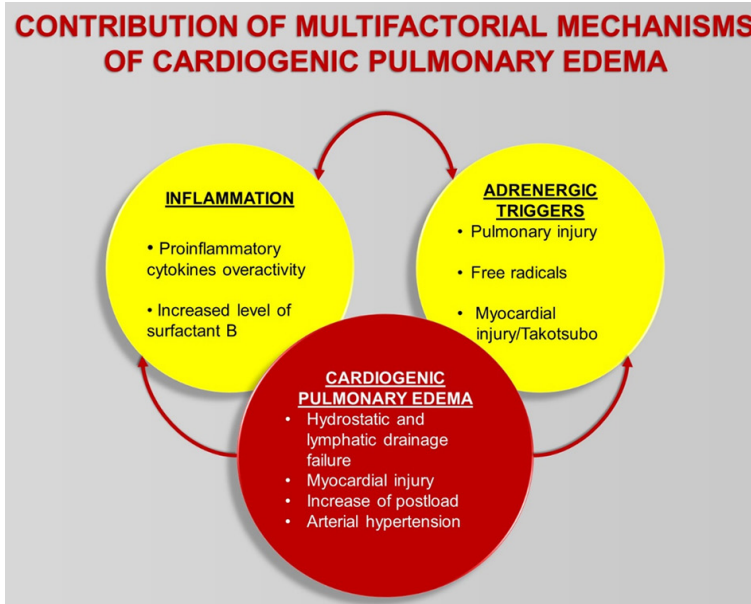 CONTRIBUTION OF MULTIFACTORIAL MECHANISMS
OF CARDIOGENIC PULMONARY EDEMA
INFLAMMATION
• Proinflammatory
cytokines overactivity
• Increased level of
surfactant B
ADRENERGIC
TRIGGERS
• Pulmonary injury
• Free radicals
• Myocardial
injury/Takotsubo
CARDIOGENIC
PULMONARY EDEMA
• Hydrostatic and
lymphatic drainage
failure
• Myocardial injury
• Increase of postload
• Arterial hypertension